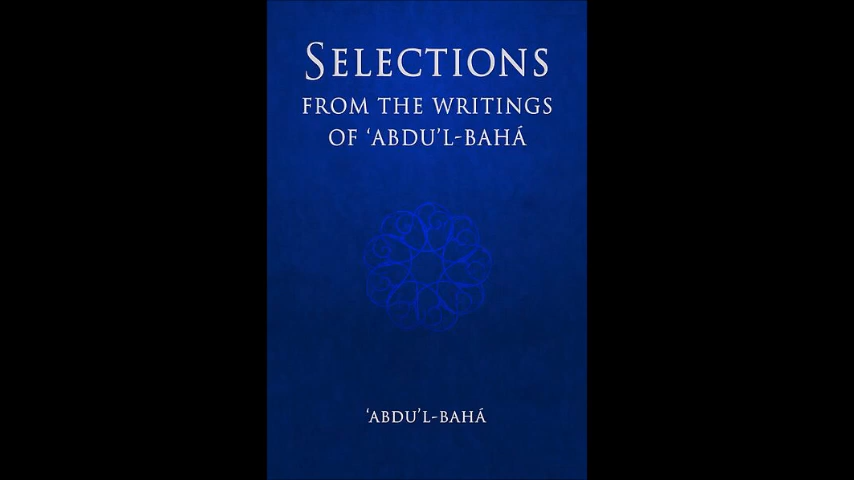 SELECTIONS
FROM THE WRITINGS
OF ‘ABDU’L-BAHÁ
‘ABDU’L-BAHÁ